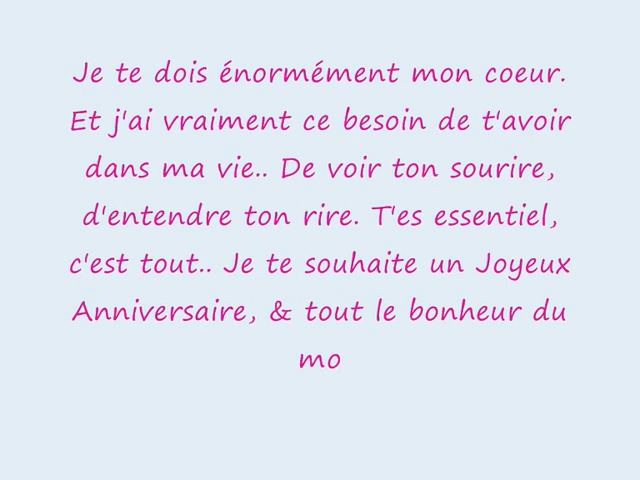 Je te dois énormément mon coeur.
Et j'ai vraiment ce besoin de t'avoir
dans ma vie.. De voir ton sourire,
d'entendre ton rire. T'es essentiel,
c'est tout.. Je te souhaite un Joyeux
Anniversaire, & tout le bonheur du
mo